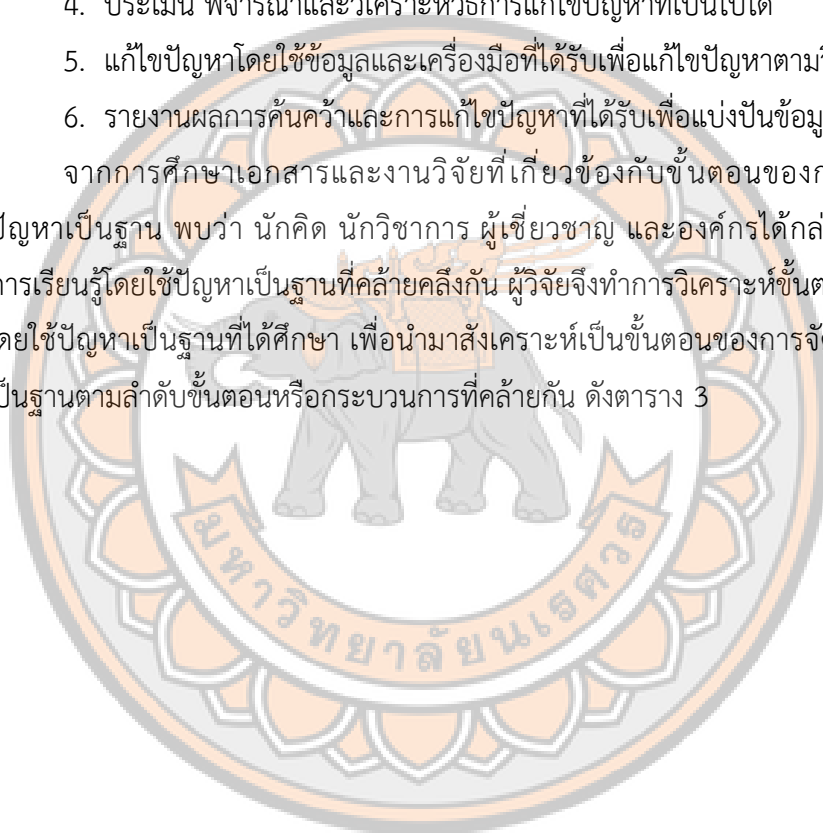 4. ประเมิน พิจารณาและวิเคราะห์วิธีการแก้ไขปัญหาที่เป็นไปได้
5. แก้ไขปัญหาโดยใช้ข้อมูลและเครื่องมือที่ได้รับเพื่อแก้ไขปัญหาตาม
6. รายงานผลการค้นคว้าและการแก้ไขปัญหาที่ได้รับเพื่อแบ่งปันข้อมู
จากการศึกษาเอกสารและงานวิจัยที่เกี่ยวข้องกับขั้นตอนของก
ปัญหาเป็นฐาน พบว่า นักคิด นักวิชาการ ผู้เชี่ยวชาญ และองค์กรได้กล่
การเรียนรู้โดยใช้ปัญหาเป็นฐานที่คล้ายคลึงกัน ผู้วิจัยจึงทำการวิเคราะห์ขั้นต
ดยใช้ปัญหาเป็นฐานที่ได้ศึกษา เพื่อนำมาสังเคราะห์เป็นขั้นตอนของการจั
ป็นฐานตามลำดับขั้นตอนหรือกระบวนการที่คล้ายกัน ดังตาราง 3
มหาวิทยาลัยนเรศวร